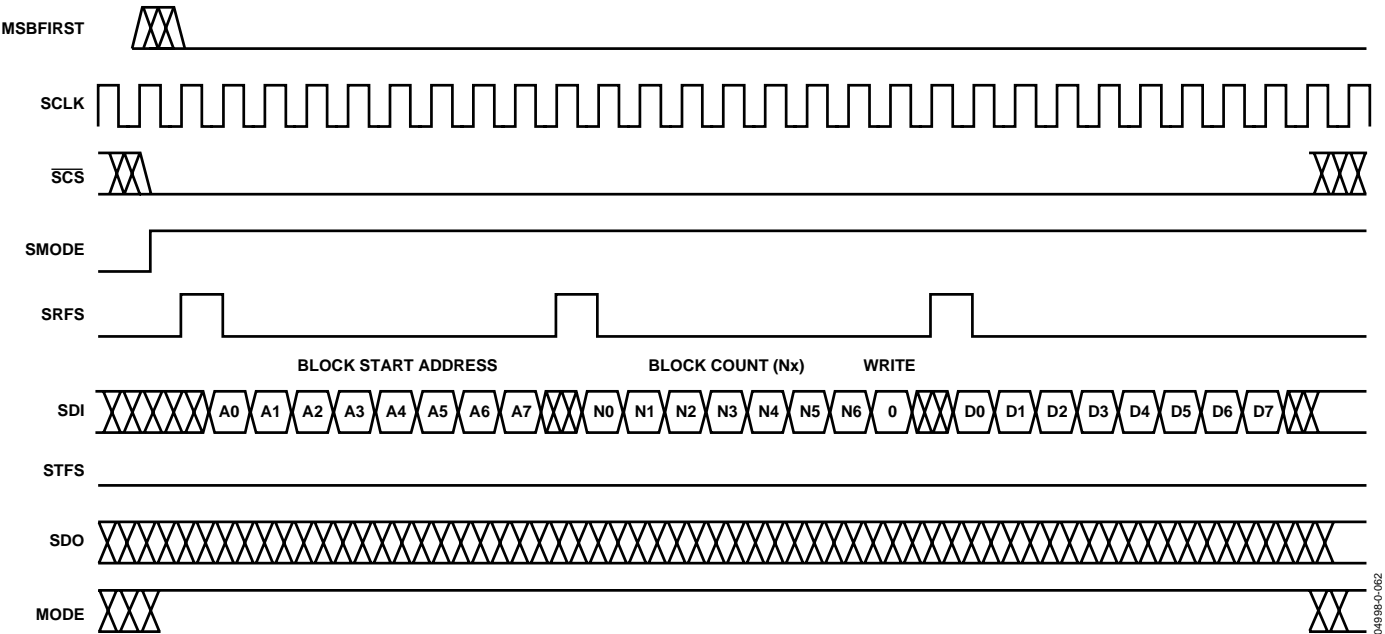 MSBFIRST
SCLK
SCS
SMODE
SRFS
BLOCK START ADDRESS BLOCK COUNT (Nx) WRITE
SDI A0 A1 A2 A3 A4 A5 A6 A7 N0 N1 N2 N3 N4 N5 N6 0 D0 D1 D2 D3 D4 D5 D6 D7
STFS
SDO
MODE
04998-0-062